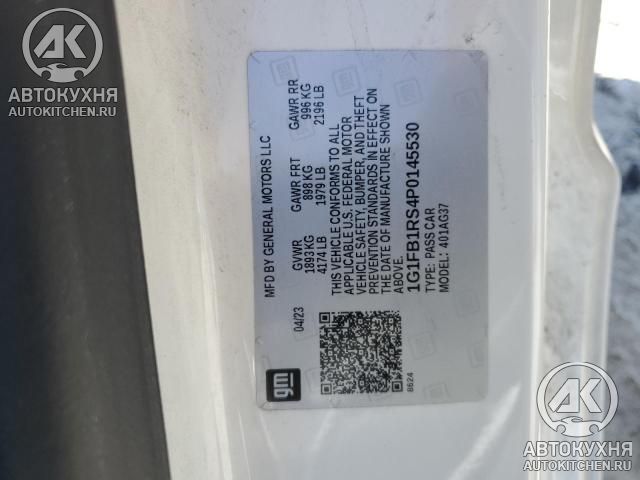 AK
АВТОКУХНЯ
AUTOKITCHEN.RU
MFD BY GENERAL MOTORS LLC
GVWR GAWR FRT GAWR RR
1893 KG 898 KG 996 KG
4174 LB 1979 LB 2196 LB
THIS VEHICLE CONFORMS TO ALL
APPLICABLE U.S. FEDERAL MOTOR
VEHICLE SAFETY, BUMPER, AND THEFT
PREVENTION STANDARDS IN EFFECT ON
THE DATE OF MANUFACTURE SHOWN
ABOVE.
1G1FB1RS4P0145530
TYPE: PASS CAR
MODEL: 401AG37
04/23
gm
8624
AK
АВТОКУХНЯ
AUTOKITCHEN.RU